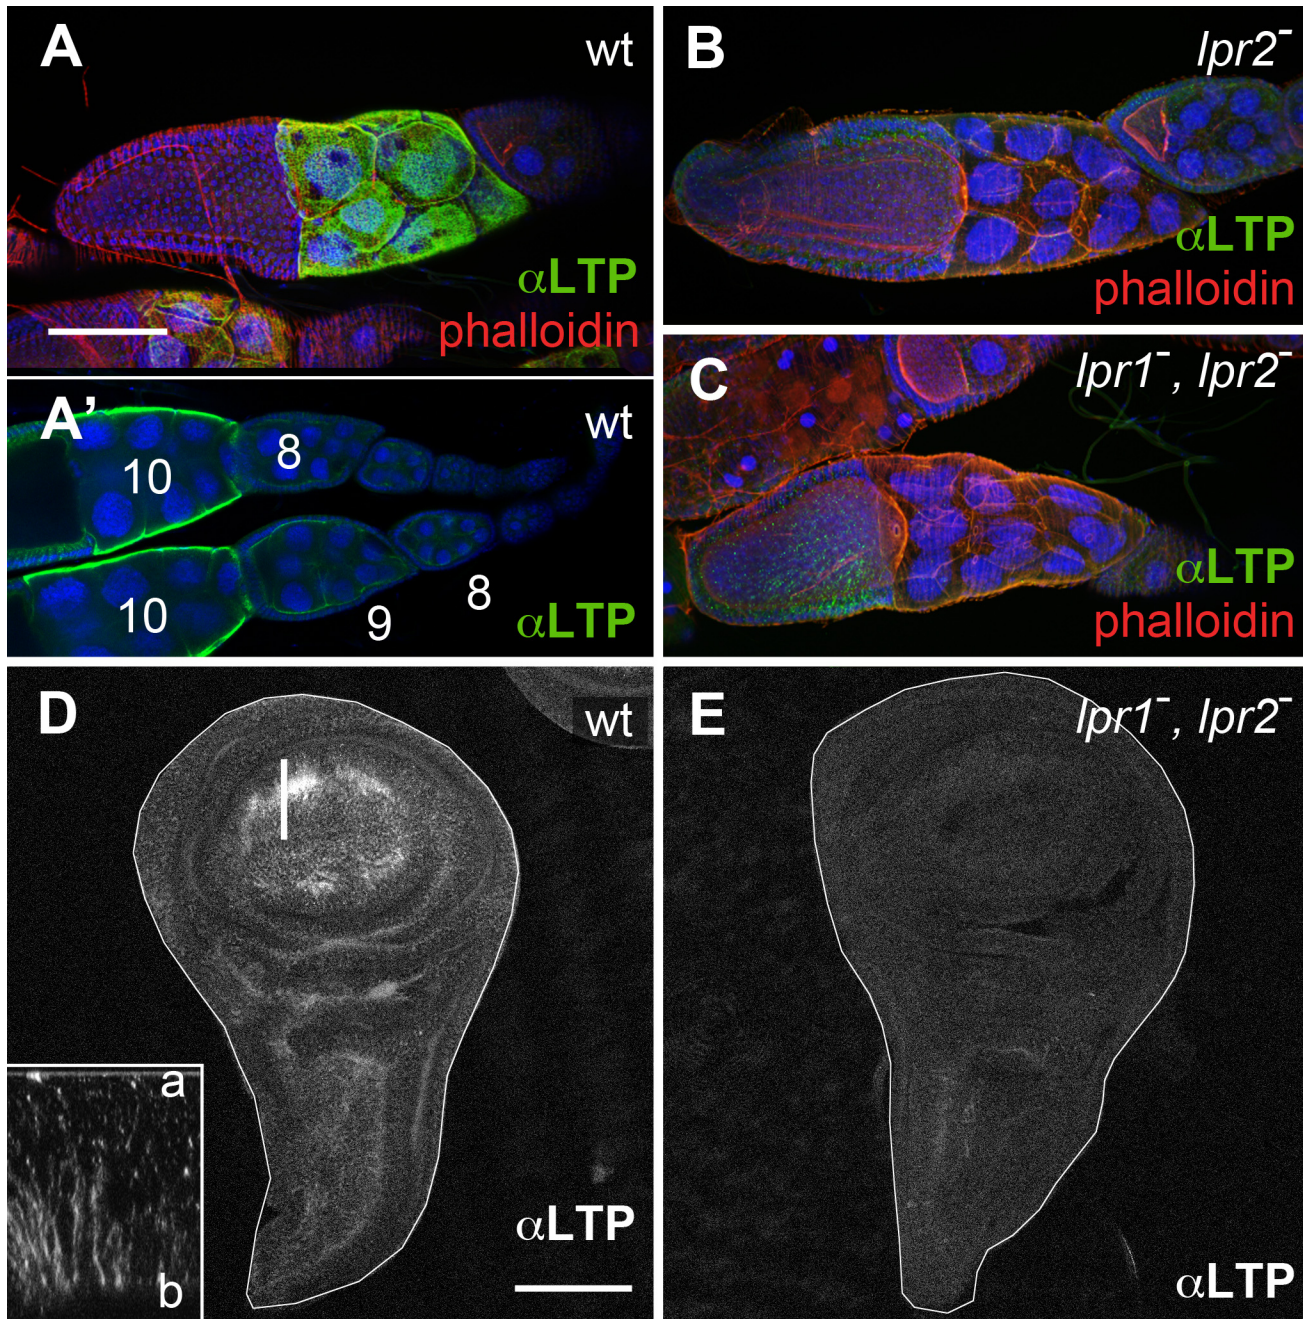 A
wt
αLTP
phalloidin
B
lpr2⁻
αLTP
phalloidin
A’
wt
10
8
10
9
8
αLTP
C
lpr1⁻, lpr2⁻
αLTP
phalloidin
D
wt
a
b
αLTP
E
lpr1⁻, lpr2⁻
αLTP